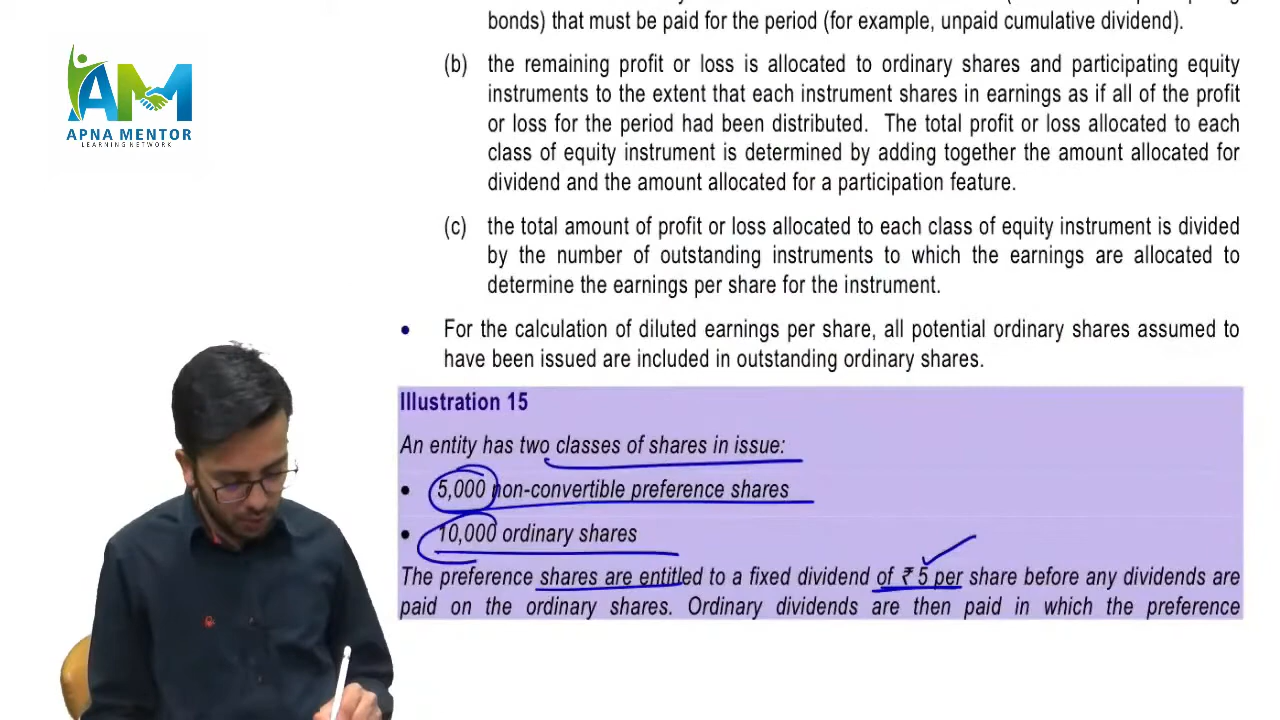 bonds) that must be paid for the period (for example, unpaid cumulative dividend).
AM
APNA MENTOR
LEARNING NETWORK
(b) the remaining profit or loss is allocated to ordinary shares and participating equity
instruments to the extent that each instrument shares in earnings as if all of the profit
or loss for the period had been distributed. The total profit or loss allocated to each
class of equity instrument is determined by adding together the amount allocated for
dividend and the amount allocated for a participation feature.
(c) the total amount of profit or loss allocated to each class of equity instrument is divided
by the number of outstanding instruments to which the earnings are allocated to
determine the earnings per share for the instrument.
• For the calculation of diluted earnings per share, all potential ordinary shares assumed to
have been issued are included in outstanding ordinary shares.
Illustration 15
An entity has two classes of shares in issue:
• 5,000 non-convertible preference shares
• 10,000 ordinary shares
The preference shares are entitled to a fixed dividend of ₹ 5 per share before any dividends are
paid on the ordinary shares. Ordinary dividends are then paid in which the preference